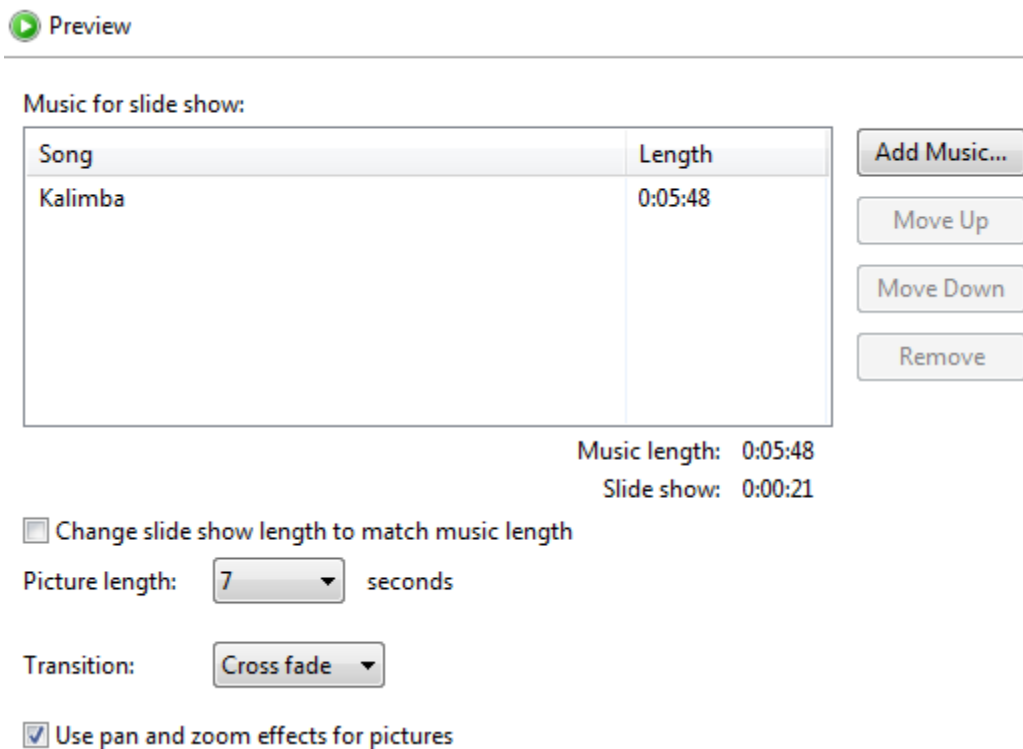 Preview
Music for slide show:
Song Length
Add Music...
Kalimba 0:05:48
Move Up
Move Down
Remove
Music length: 0:05:48
Slide show: 0:00:21
Change slide show length to match music length
Picture length: 7 seconds
Transition: Cross fade
Use pan and zoom effects for pictures